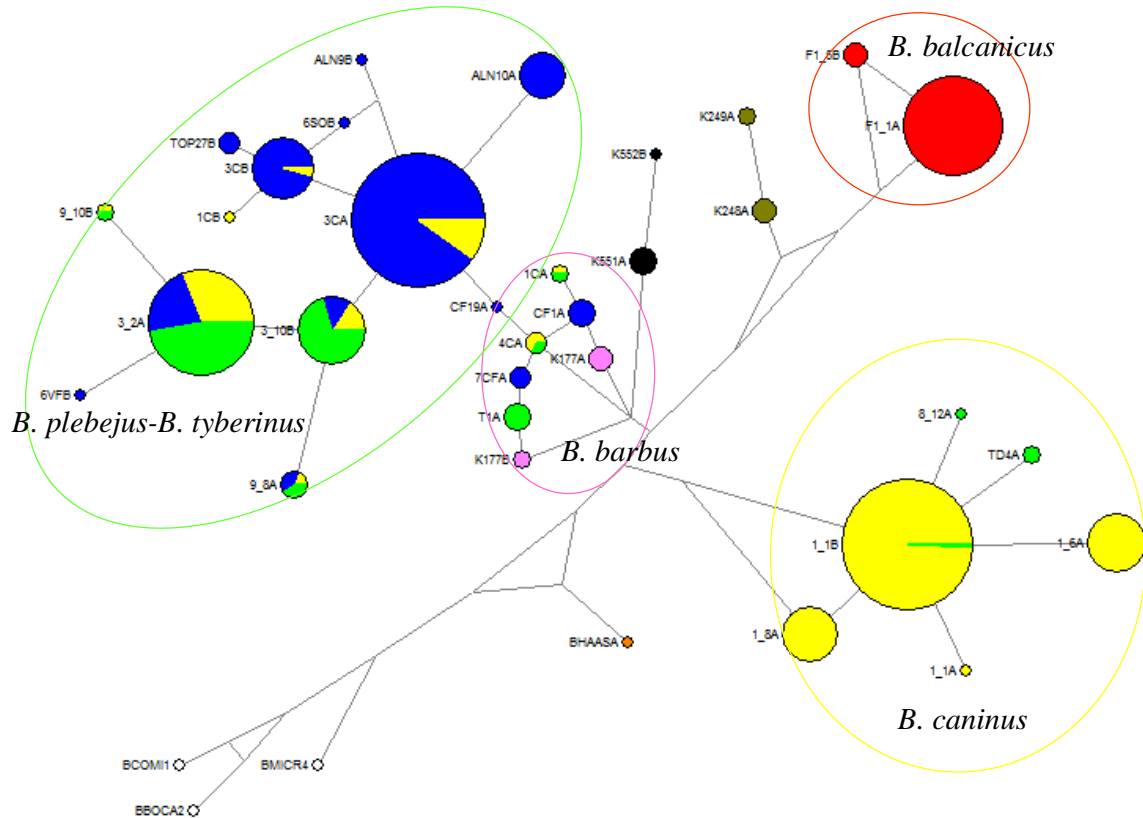 B. balcanicus
F1_8B
F1_1A
ALN9B
ALN10A
K249A
6SOB
TOP27B
3CB
K552B
K248A
9_10B
1CB
3CA
K551A
1CA
CF19A
CF1A
3_2A
3_10B
4CA
K177A
7CFA
6VFB
B. plebejus-B. tyberinus
T1A
8_12A
B. barbus
K177B
TD4A
9_8A
1_1B
1_6A
1_8A
BHAASA
1_1A
B. caninus
BCOMI1
BMICR4
BBOCA2